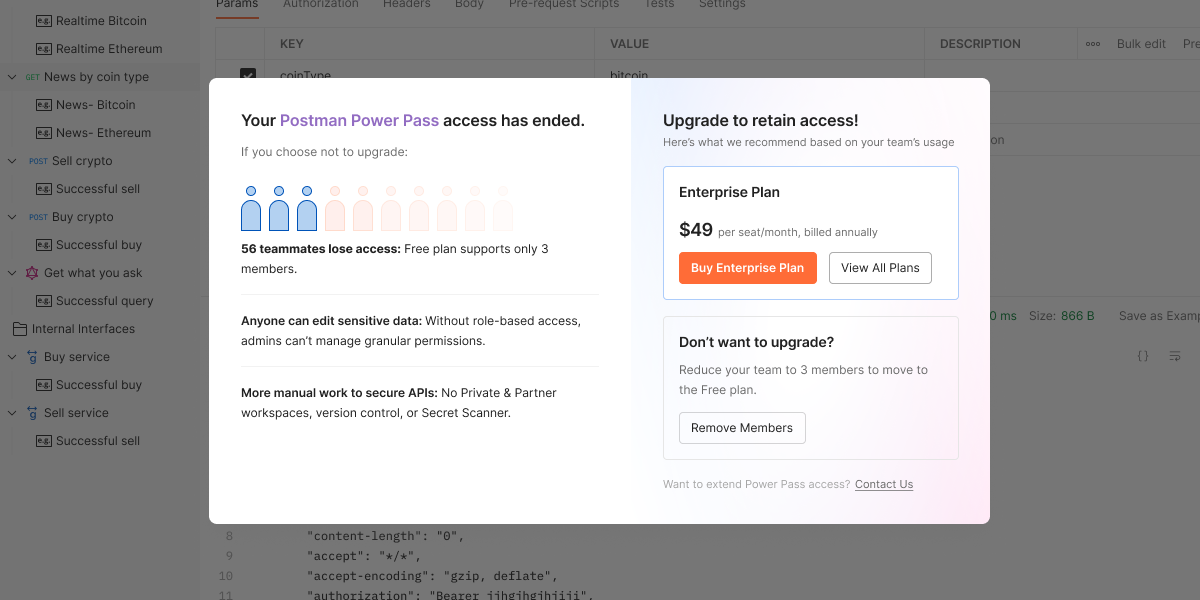 Realtime Bitcoin
Realtime Ethereum
GET News by coin type
News- Bitcoin
News- Ethereum
POST Sell crypto
Successful sell
POST Buy crypto
Successful buy
Get what you ask
Successful query
Internal Interfaces
Buy service
Successful buy
Sell service
Successful sell
Params Authorization Headers Body Pre-request Scripts Tests Settings
KEY VALUE DESCRIPTION Bulk edit
coinType bitcoin
Your Postman Power Pass access has ended.
If you choose not to upgrade:
56 teammates lose access: Free plan supports only 3
members.
Anyone can edit sensitive data: Without role-based access,
admins can't manage granular permissions.
More manual work to secure APIs: No Private & Partner
workspaces, version control, or Secret Scanner.
Upgrade to retain access!
Here's what we recommend based on your team's usage
Enterprise Plan
$49 per seat/month, billed annually
Buy Enterprise Plan View All Plans
Don't want to upgrade?
Reduce your team to 3 members to move to
the Free plan.
Remove Members
Want to extend Power Pass access? Contact Us
0 ms Size: 866 B Save as Examp
8 "content-length": "0",
9 "accept": "*/*",
10 "accept-encoding": "gzip, deflate",
11